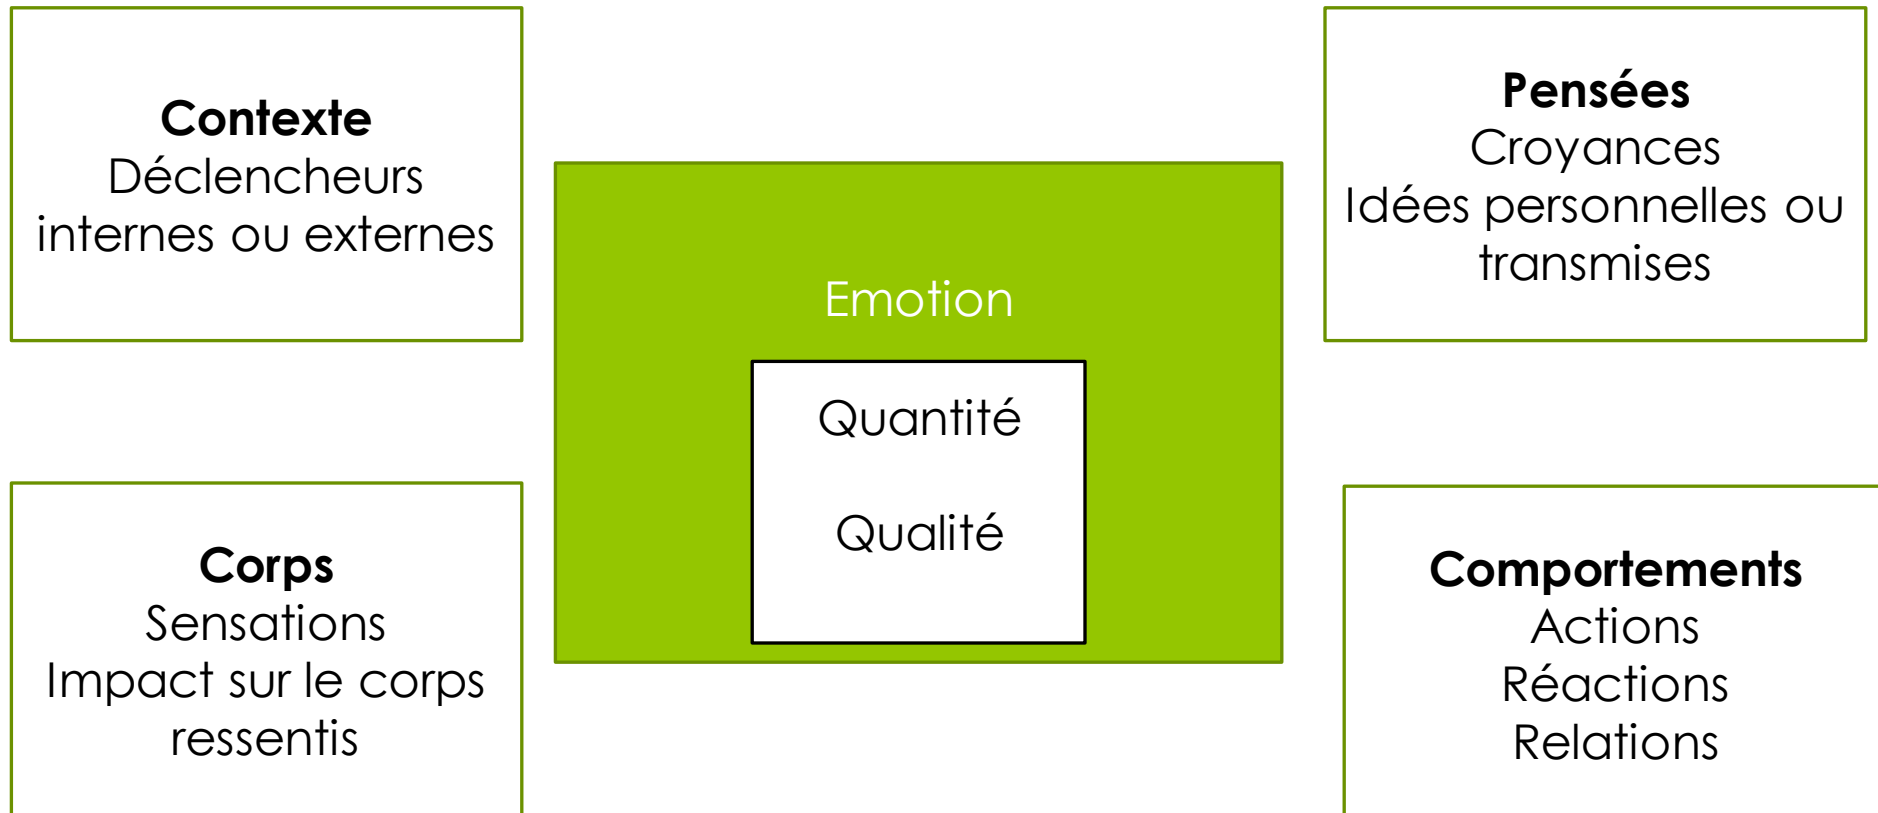 Contexte
Déclencheurs
internes ou externes
Pensées
Croyances
Idées personnelles ou
transmises
Emotion
Quantité
Qualité
Corps
Sensations
Impact sur le corps
ressentis
Comportements
Actions
Réactions
Relations